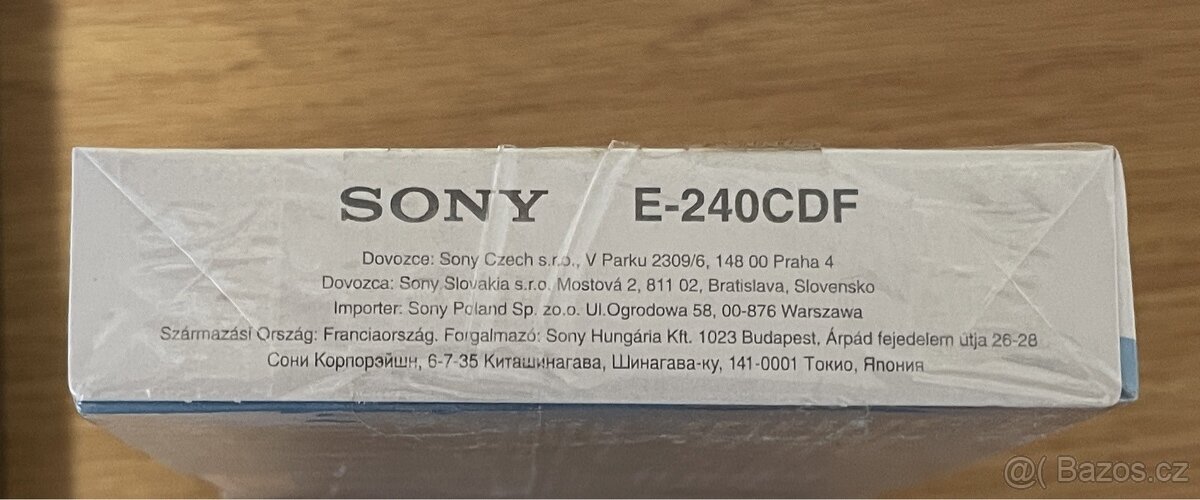 SONY E-240CDF
Dovozce: Sony Czech s.r.o., V Parku 2309/6, 148 00 Praha 4
Dovozca: Sony Slovakia s.r.o. Mostová 2, 811 02, Bratislava, Slovensko
Importer: Sony Poland Sp. zo.o. Ul.Ogrodowa 58, 00-876 Warszawa
Származási Ország: Franciaország. Forgalmazó: Sony Hungária Kft. 1023 Budapest, Árpád fejedelem útja 26-28
Сони Корпорэйшн, 6-7-35 Киташинагава, Шинагава-ку, 141-0001 Токио, Япония
@( Bazos.cz